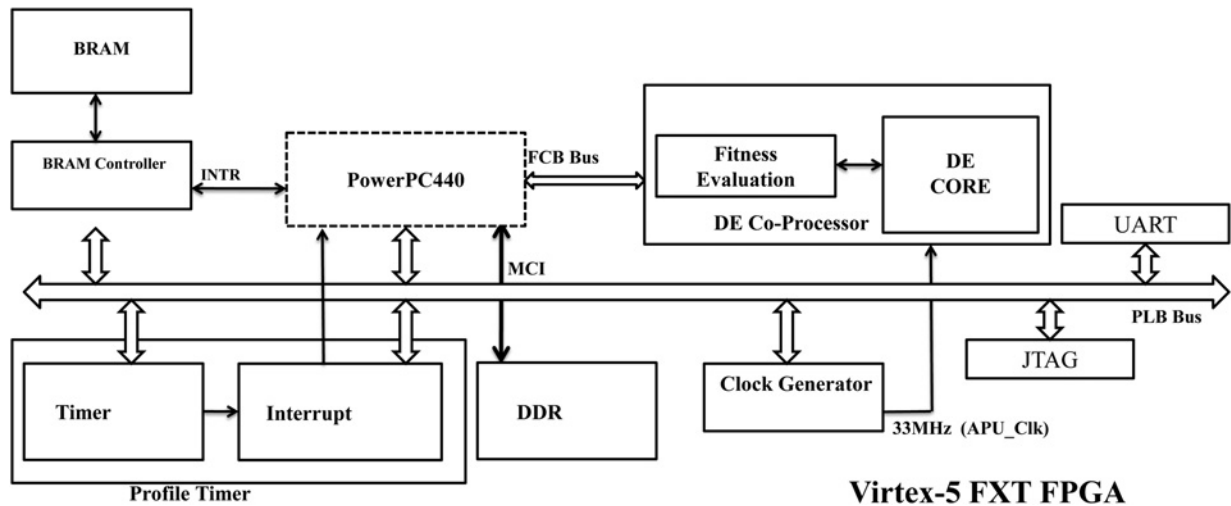 BRAM
BRAM Controller
INTR
PowerPC440
FCB Bus
Fitness
Evaluation
DE
CORE
DE Co-Processor
UART
MCI
PLB Bus
Timer
Interrupt
DDR
Clock Generator
JTAG
33MHz (APU_Clk)
Profile Timer
Virtex-5 FXT FPGA